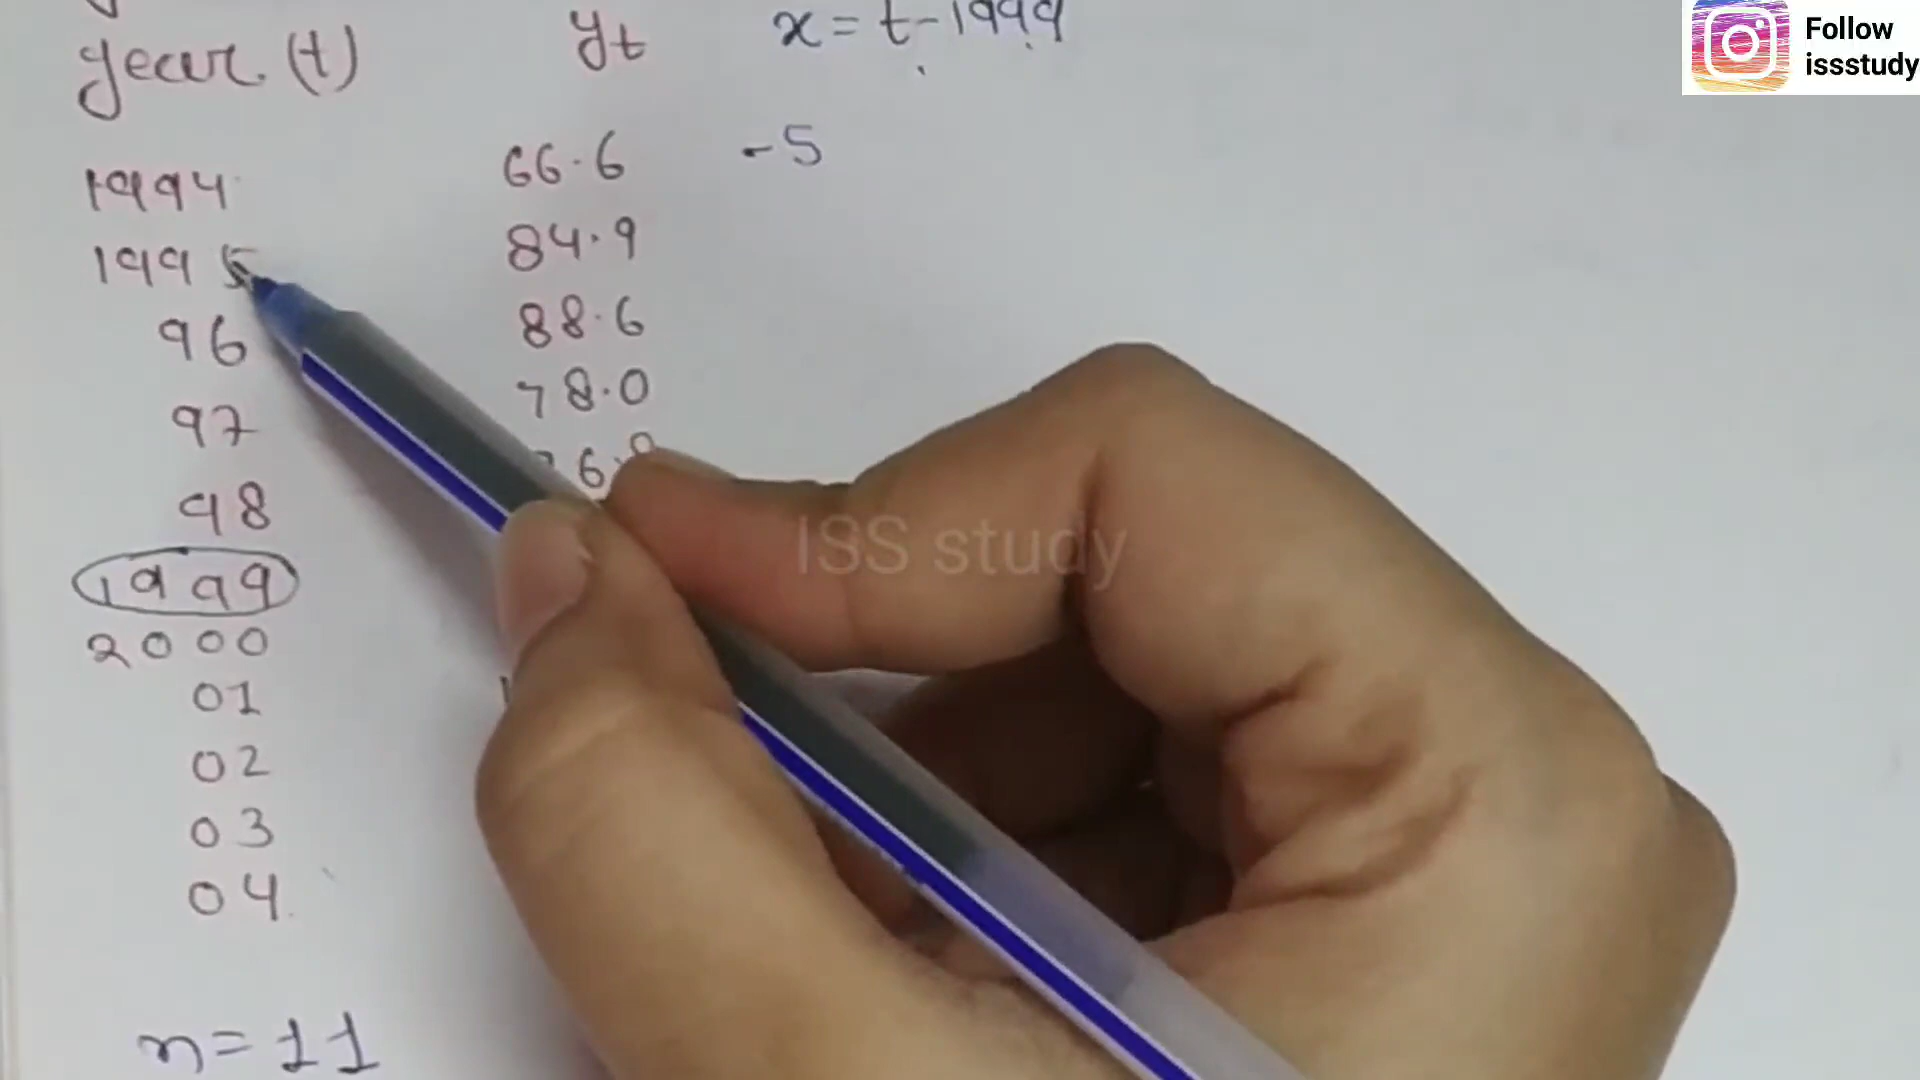 year (t) yt x = t - 1999
1994 66.6 -5
1995 84.9
96 88.6
97 78.0
98
1999
2000
01
02
03
04
n = 11
ISS study
Follow
issstudy